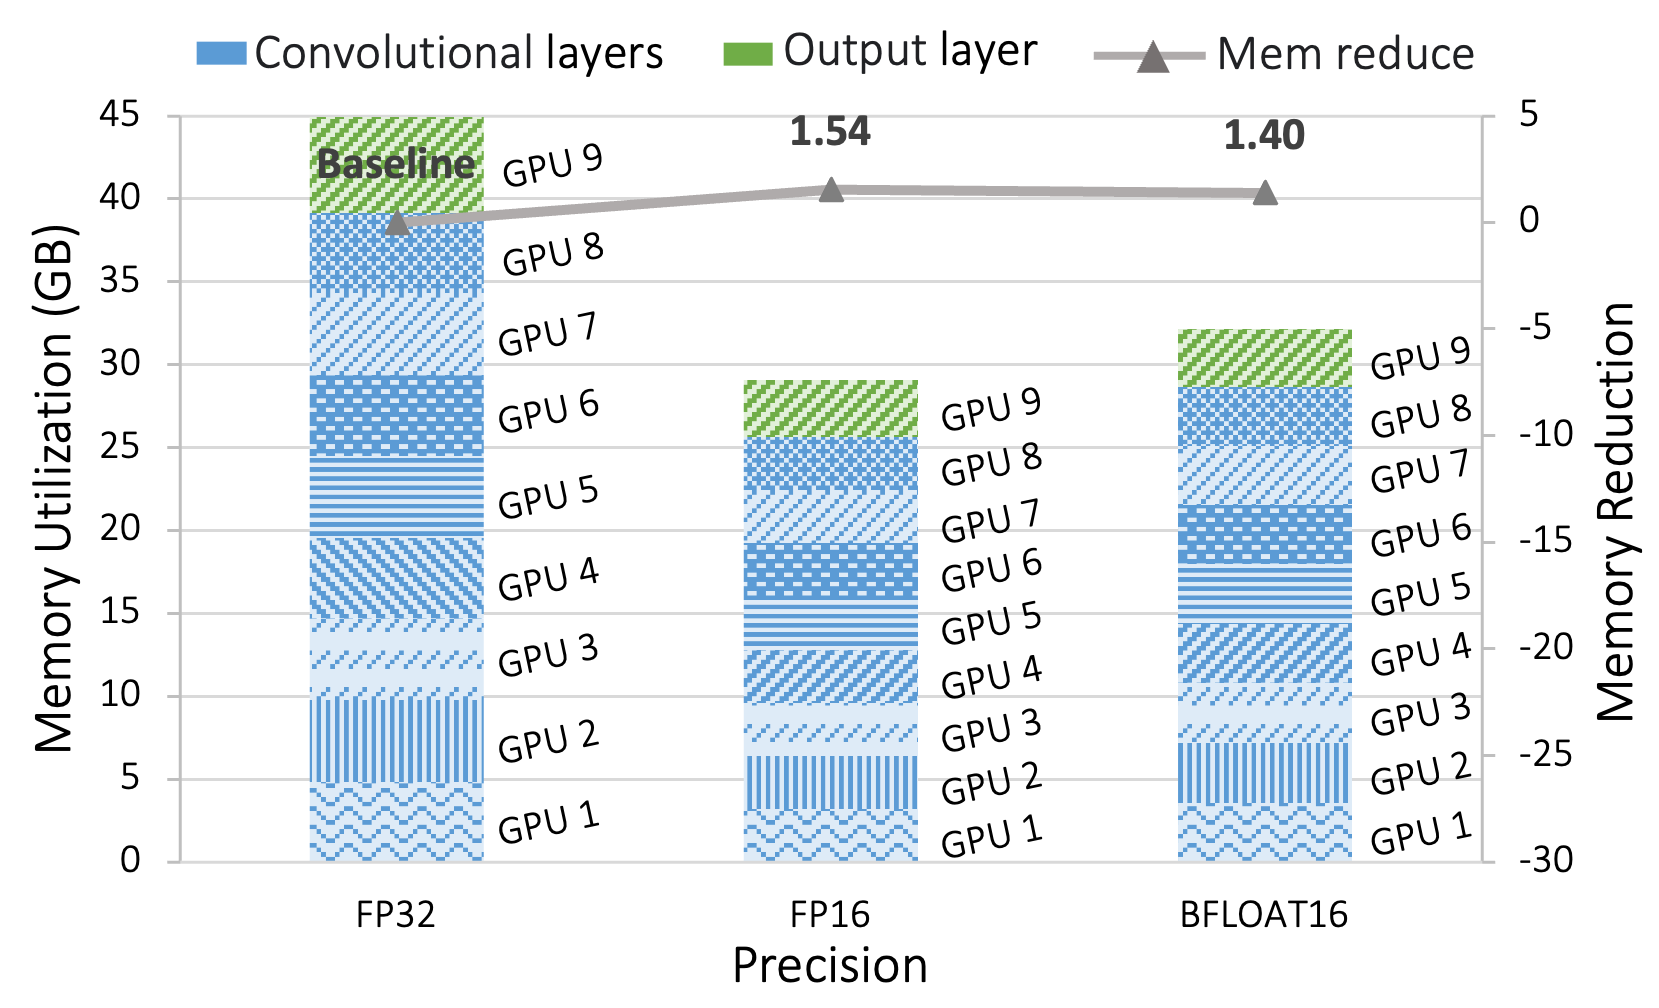 Convolutional layers
Output layer
Mem reduce
Memory Utilization (GB)
45
40
35
30
25
20
15
10
5
0
Baseline
GPU 9
GPU 8
GPU 7
GPU 6
GPU 5
GPU 4
GPU 3
GPU 2
GPU 1
1.54
GPU 9
GPU 8
GPU 7
GPU 6
GPU 5
GPU 4
GPU 3
GPU 2
GPU 1
1.40
GPU 9
GPU 8
GPU 7
GPU 6
GPU 5
GPU 4
GPU 3
GPU 2
GPU 1
5
0
-5
-10
-15
-20
-25
-30
Memory Reduction
FP32
FP16
BFLOAT16
Precision